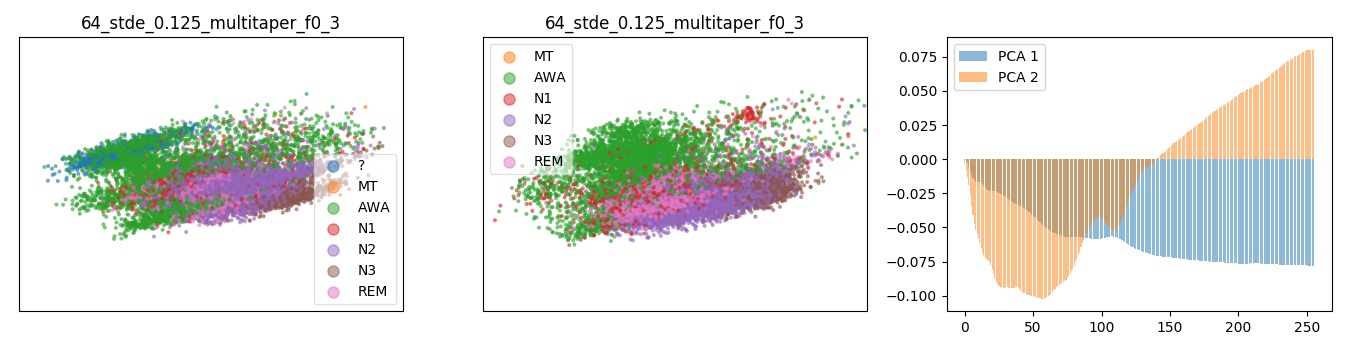 64_stde_0.125_multitaper_f0_3
?
MT
AWA
N1
N2
N3
REM
64_stde_0.125_multitaper_f0_3
MT
AWA
N1
N2
N3
REM
PCA 1
PCA 2
0.075
0.050
0.025
0.000
−0.025
−0.050
−0.075
−0.100
0
50
100
150
200
250